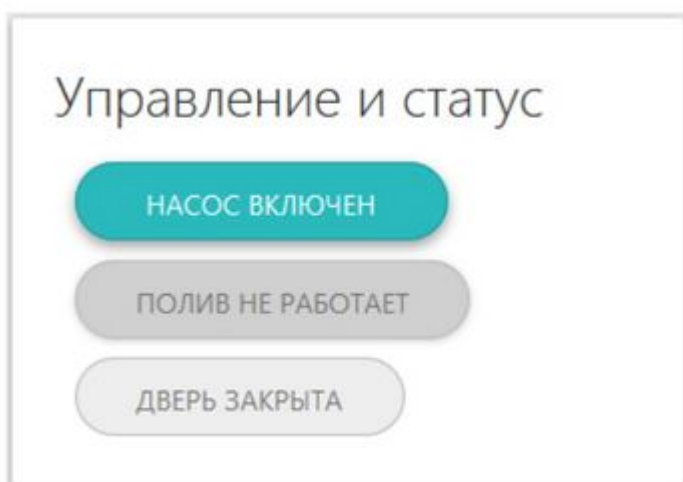 Управление и статус
НАСОС ВКЛЮЧЕН
ПОЛИВ НЕ РАБОТАЕТ
ДВЕРЬ ЗАКРЫТА